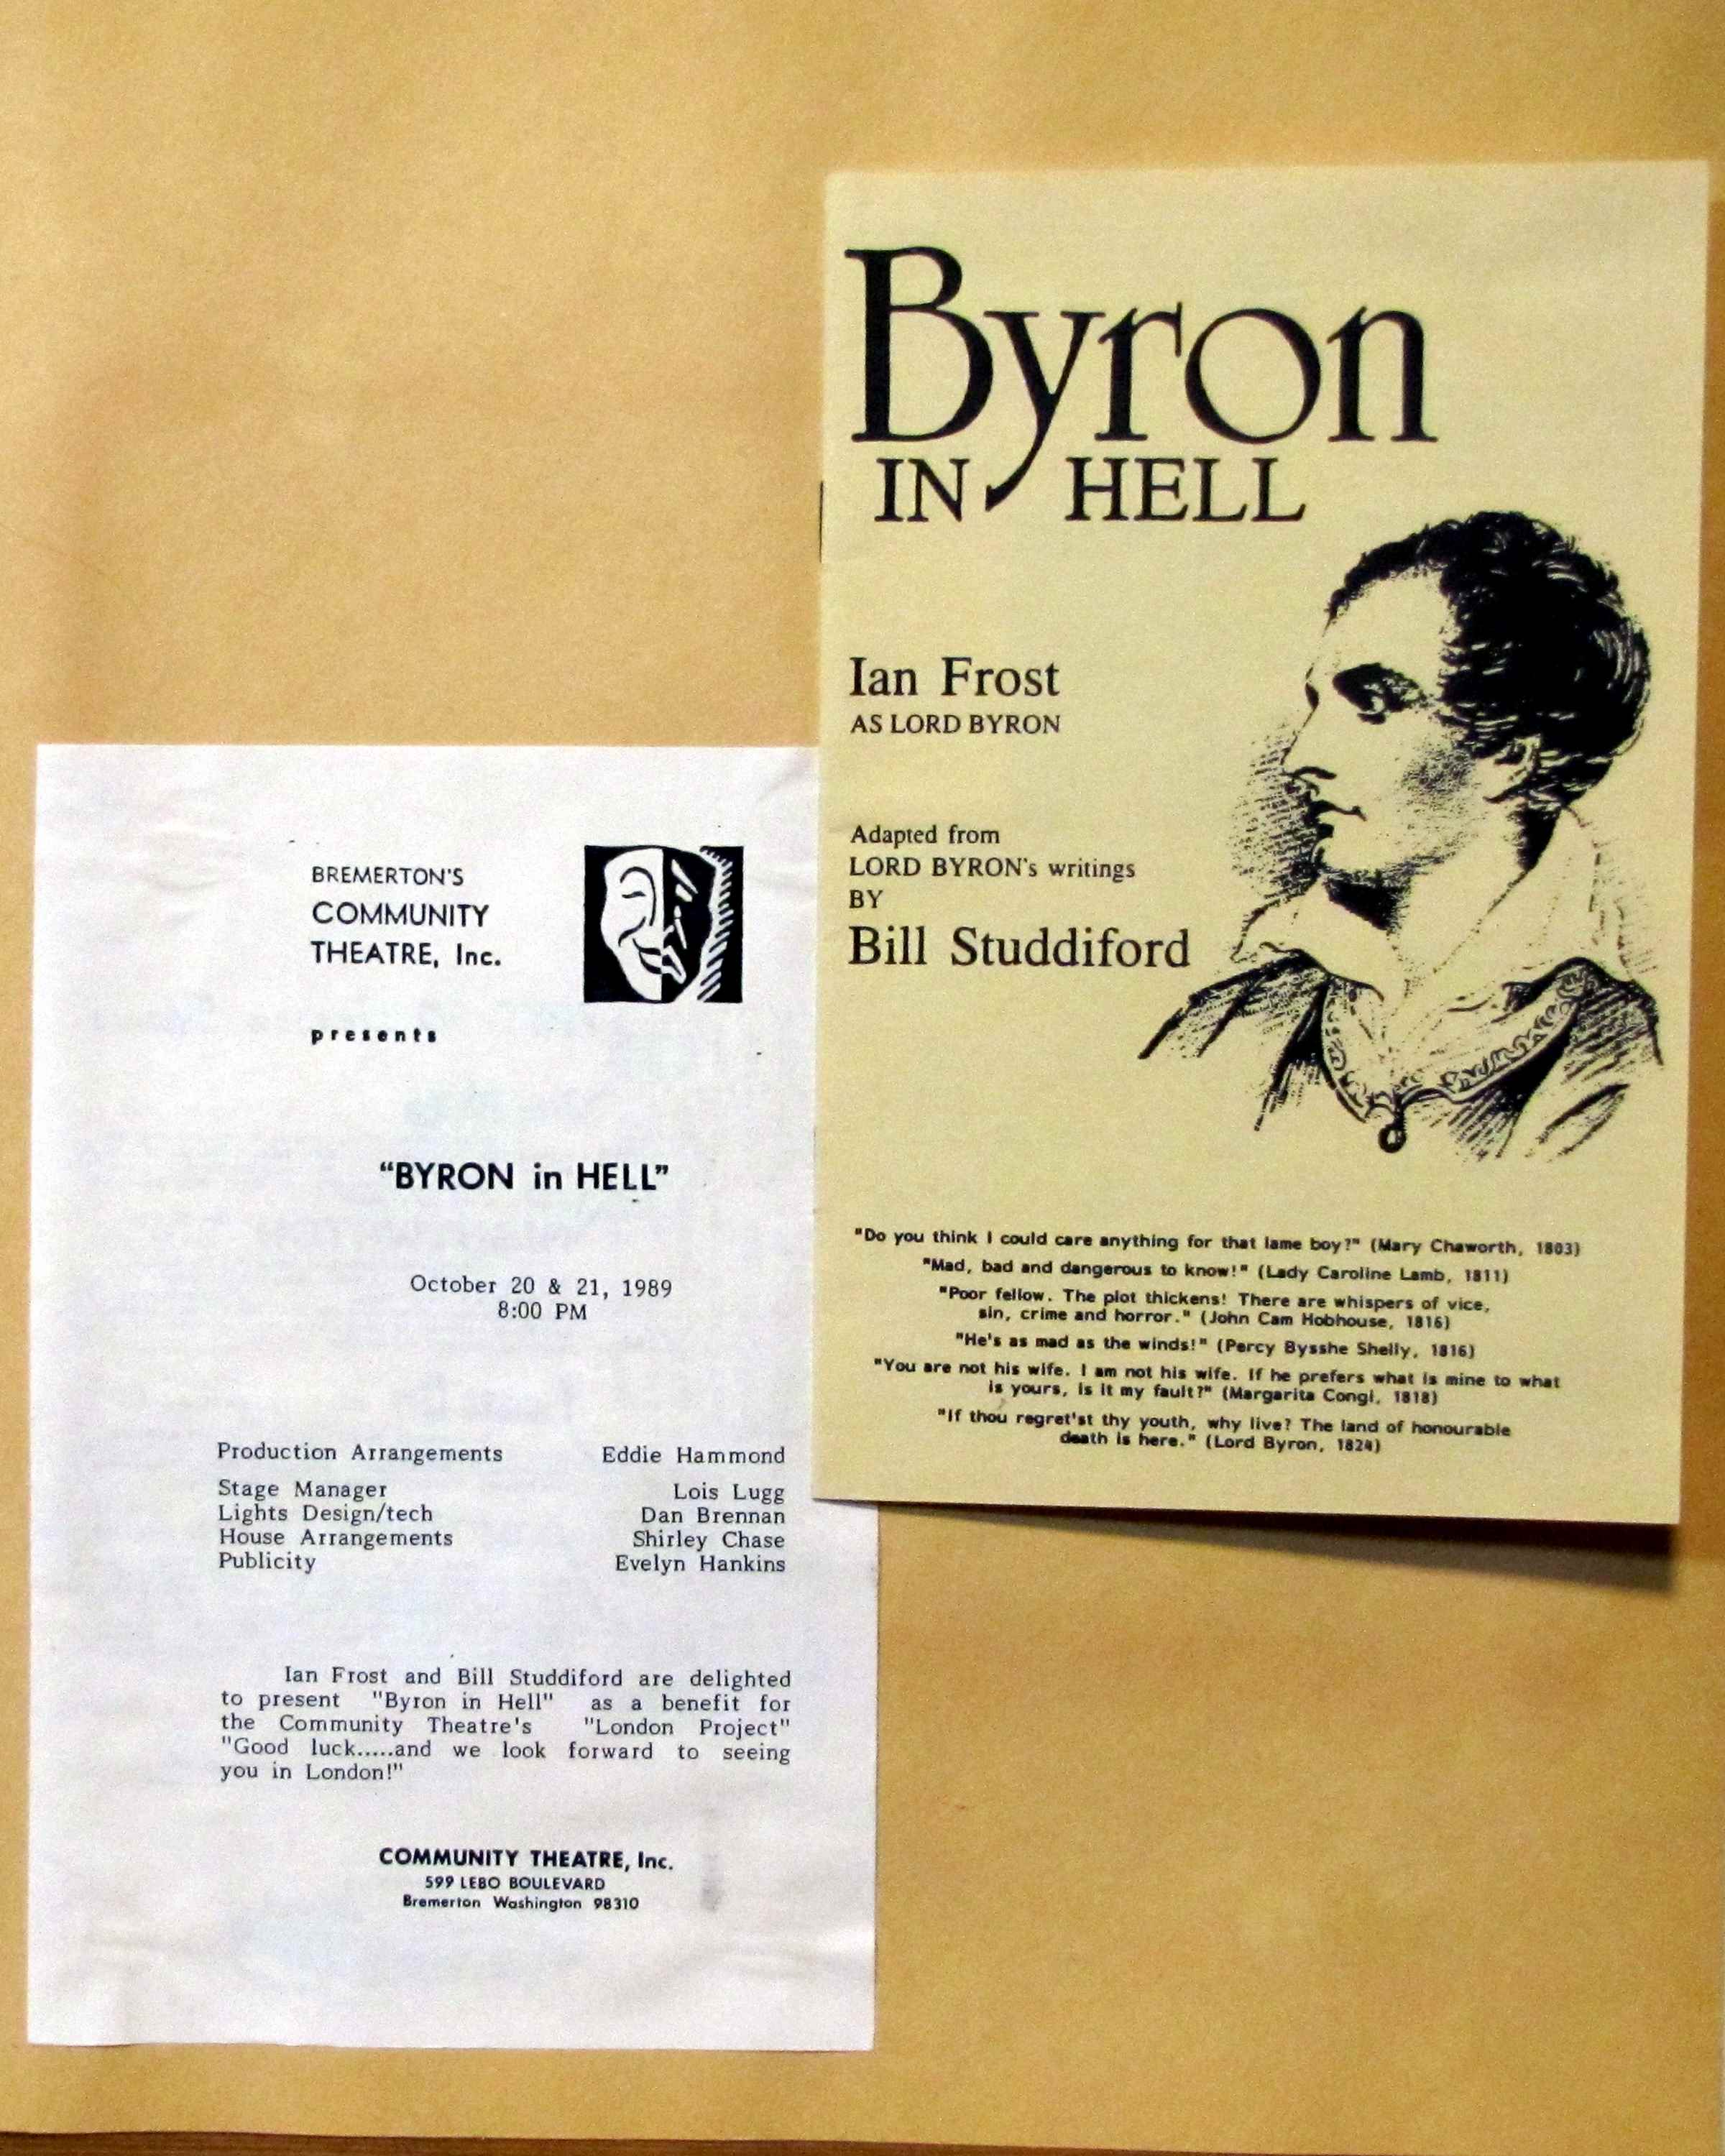 Byron
IN HELL
Ian Frost
AS LORD BYRON
Adapted from
LORD BYRON's writings
BY
Bill Studdiford
"Do you think I could care anything for that lame boy?" (Mary Chaworth, 1803)
"Mad, bad and dangerous to know!" (Lady Caroline Lamb, 1811)
"Poor fellow. The plot thickens! There are whispers of vice,
sin, crime and horror." (John Cam Hobhouse, 1816)
"He's as mad as the winds!" (Percy Bysshe Shelly, 1816)
"You are not his wife. I am not his wife. If he prefers what is mine to what
is yours, is it my fault?" (Margarita Congi, 1818)
"If thou regret'st thy youth, why live? The land of honourable
death is here." (Lord Byron, 1824)
BREMERTON'S
COMMUNITY
THEATRE, Inc.
presents
"BYRON in HELL"
October 20 & 21, 1989
8:00 PM
Production Arrangements Eddie Hammond
Stage Manager Lois Lugg
Lights Design/tech Dan Brennan
House Arrangements Shirley Chase
Publicity Evelyn Hankins
Ian Frost and Bill Studdiford are delighted
to present "Byron in Hell" as a benefit for
the Community Theatre's "London Project"
"Good luck.....and we look forward to seeing
you in London!"
COMMUNITY THEATRE, Inc.
599 LEBO BOULEVARD
Bremerton Washington 98310